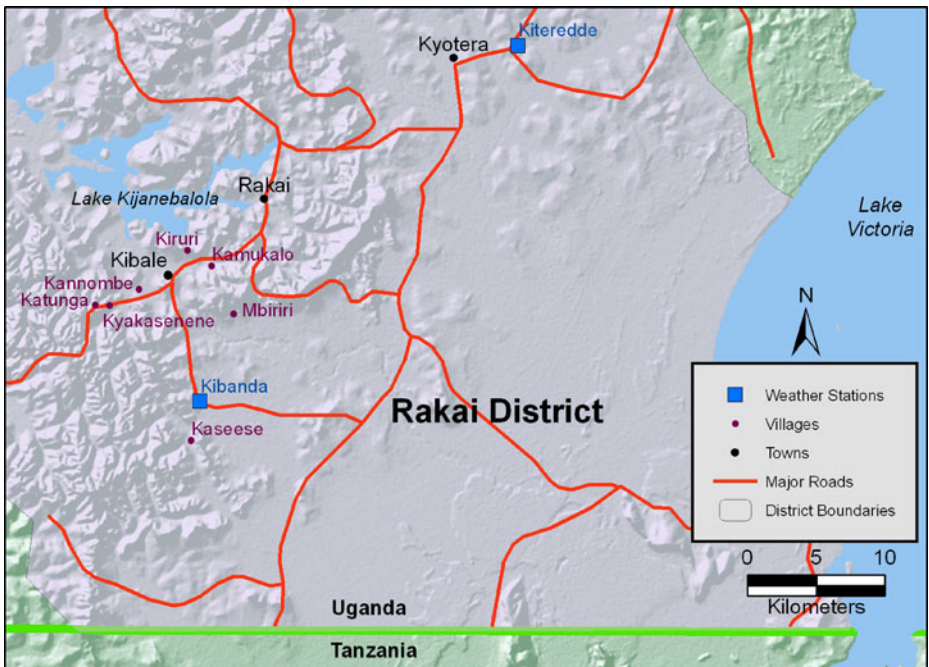 Kiteredde
Kyotera
Rakai
Lake Kijanebalola
Lake
Victoria
Kiruri
Kamukalo
Kibale
Kannombe
Katunga
Kyakasenene
Mbiriri
N
Kibanda
Rakai District
Kaseese
Weather Stations
Villages
Towns
Major Roads
District Boundaries
0 5 10
Kilometers
Uganda
Tanzania